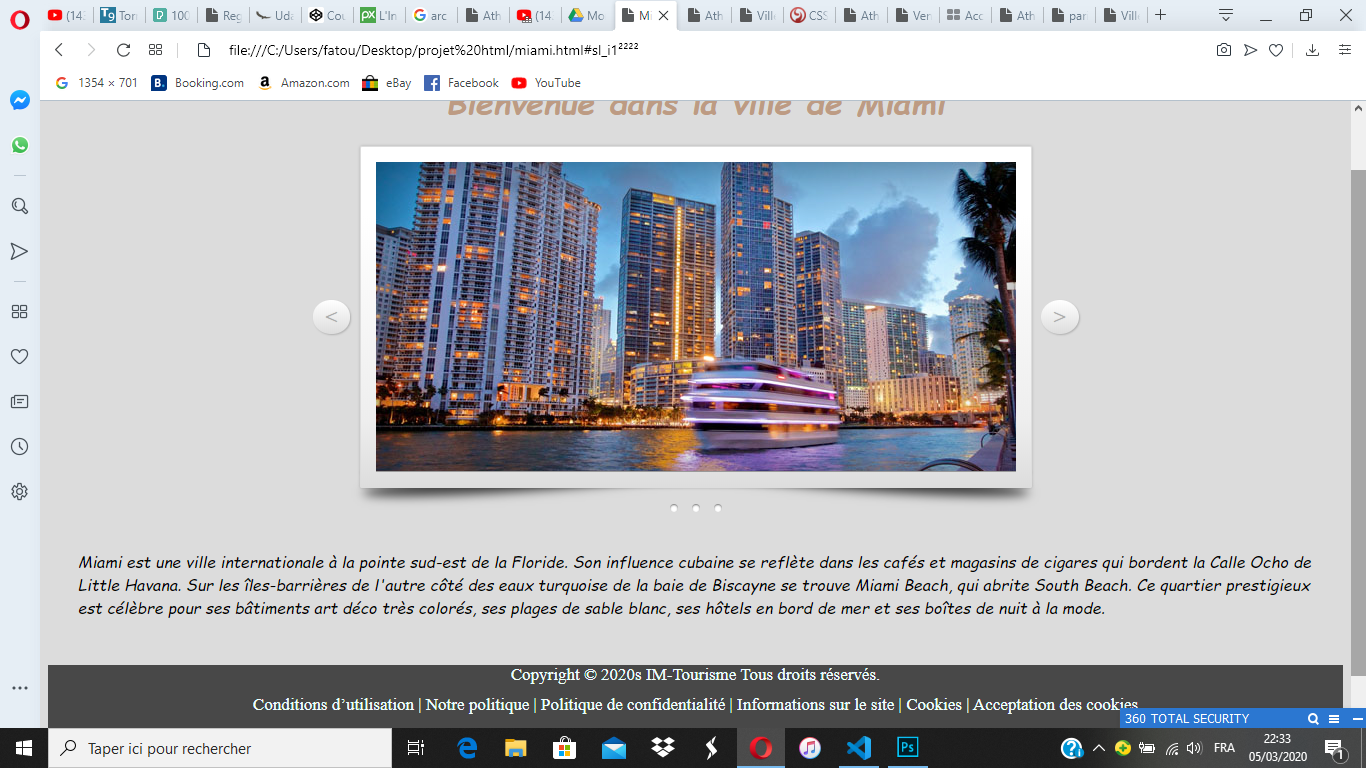 (14
Tor
100
Reg
Uda
Cou
L'In
arc
Ath
(14
Mo
Mi
Ath
Ville
CSS
Ath
Ver
Acc
Ath
par
Ville
file:///C:/Users/fatou/Desktop/projet%20html/miami.html#sl_i1²²²²
1354 × 701 Booking.com Amazon.com eBay Facebook YouTube
Bienvenue dans la ville de Miami
< >
Miami est une ville internationale à la pointe sud-est de la Floride. Son influence cubaine se reflète dans les cafés et magasins de cigares qui bordent la Calle Ocho de
Little Havana. Sur les îles-barrières de l'autre côté des eaux turquoise de la baie de Biscayne se trouve Miami Beach, qui abrite South Beach. Ce quartier prestigieux
est célèbre pour ses bâtiments art déco très colorés, ses plages de sable blanc, ses hôtels en bord de mer et ses boîtes de nuit à la mode.
Copyright © 2020s IM-Tourisme Tous droits réservés.
Conditions d’utilisation | Notre politique | Politique de confidentialité | Informations sur le site | Cookies | Acceptation des cookies
360 TOTAL SECURITY
Taper ici pour rechercher
FRA
22:33
05/03/2020
1